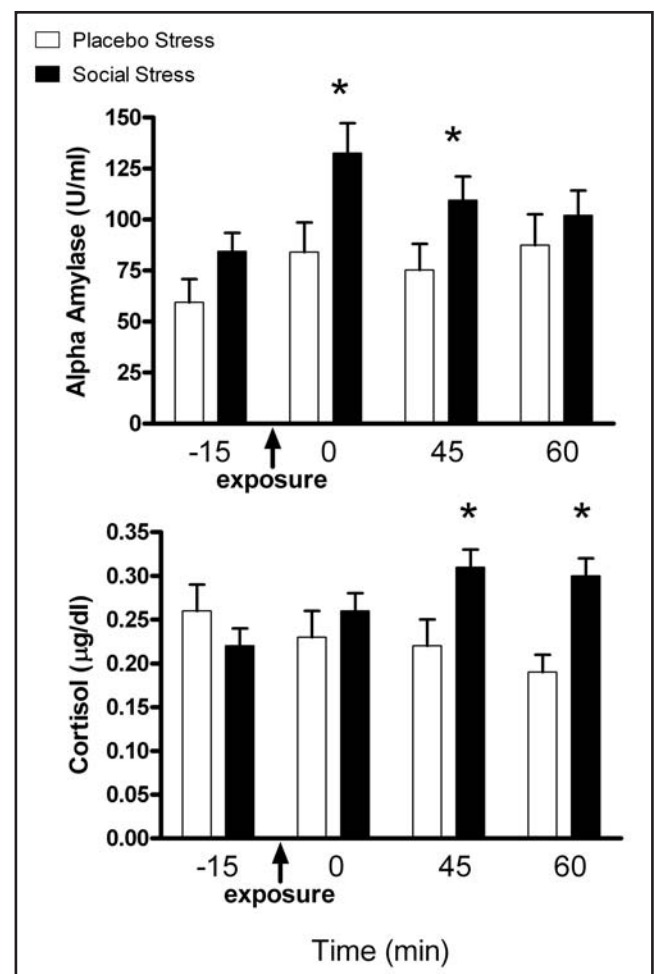 Placebo Stress
Social Stress
Alpha Amylase (U/ml)
150
125
100
75
50
25
0
* *
-15 0 45 60
exposure
Cortisol (μg/dl)
0.35
0.30
0.25
0.20
0.15
0.10
0.05
0.00
* *
-15 0 45 60
exposure
Time (min)